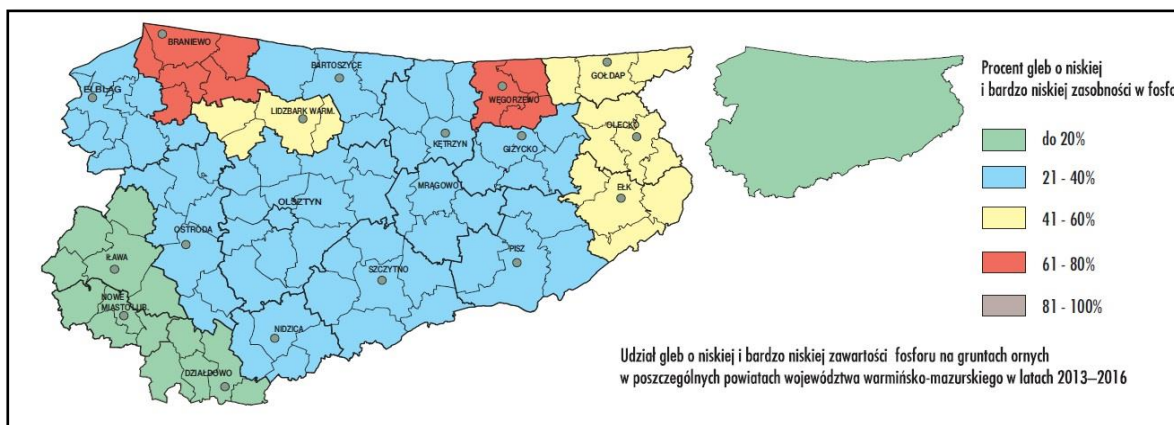 BRANIEWO
BARTOSZYCE
GOŁDAP
ELBLĄG
WĘGORZEWO
LIDZBARK WARM.
OLECKO
KĘTRZYN
GIŻYCKO
MRĄGOWO
EŁK
OLSZTYN
OSTRÓDA
PISZ
IŁAWA
SZCZYTNO
NOWE
MIASTO LUB.
NIDZICA
DZIAŁDOWO
Procent gleb o niskiej
i bardzo niskiej zasobności w fosfo
do 20%
21 - 40%
41 - 60%
61 - 80%
81 - 100%
Udział gleb o niskiej i bardzo niskiej zawartości fosforu na gruntach ornych
w poszczególnych powiatach województwa warmińsko-mazurskiego w latach 2013–2016